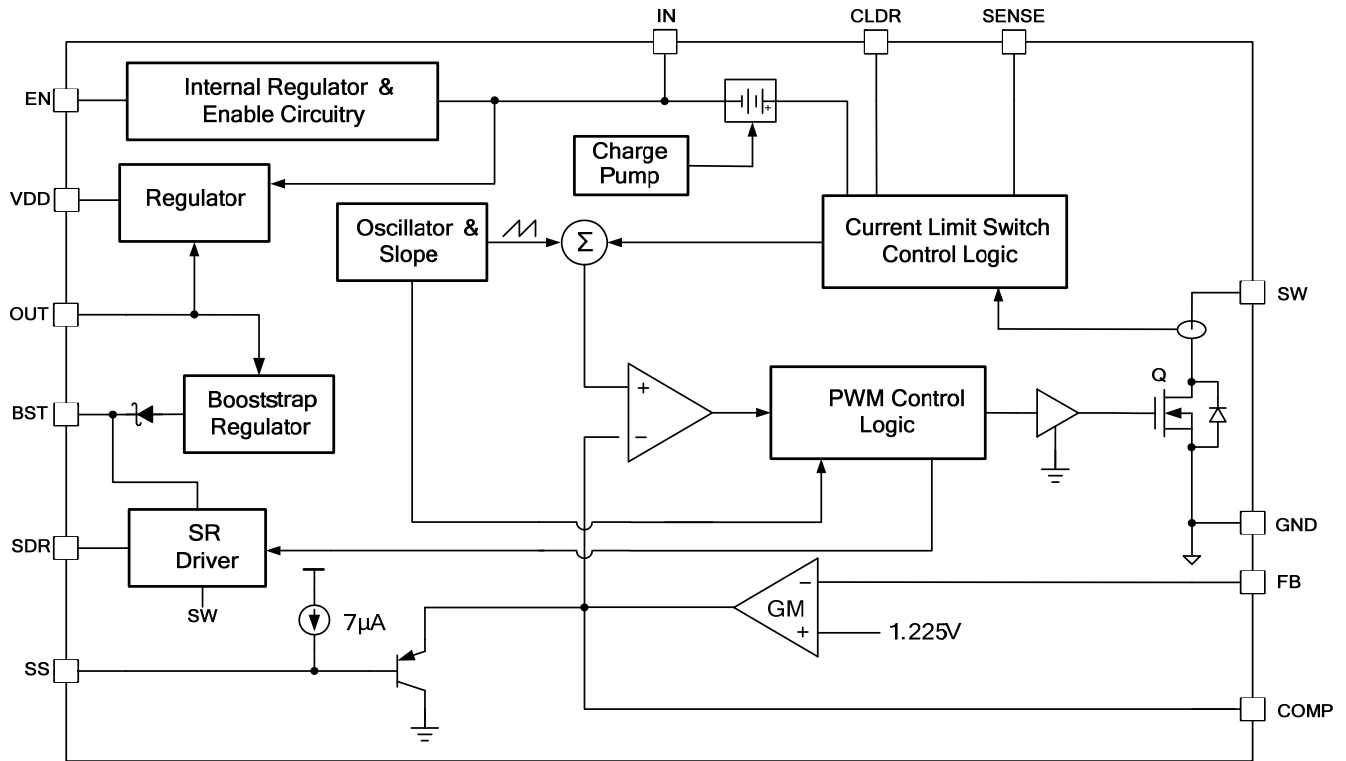 IN
CLDR
SENSE
EN
Internal Regulator &
Enable Circuitry
Charge
Pump
VDD
Regulator
Oscillator &
Slope
Σ
Current Limit Switch
Control Logic
OUT
SW
BST
Booststrap
Regulator
+
−
PWM Control
Logic
Q
SDR
SR
Driver
SW
GND
FB
7µA
GM
−
+
1.225V
SS
COMP